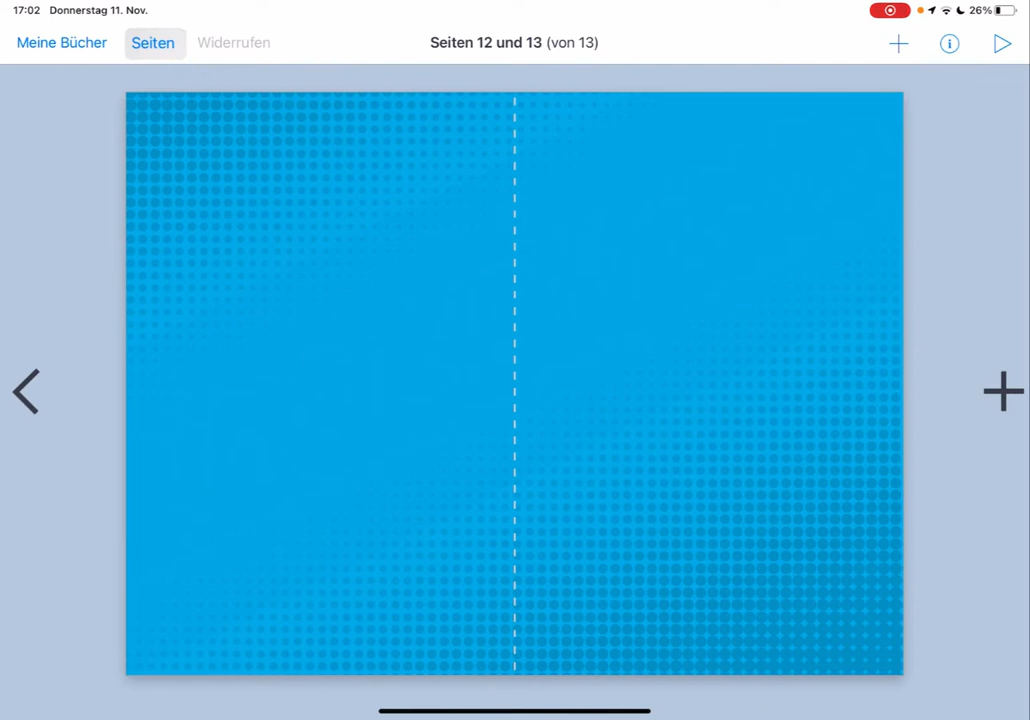 17:02 Donnerstag 11. Nov. 26%
Meine Bücher Seiten Widerrufen Seiten 12 und 13 (von 13)